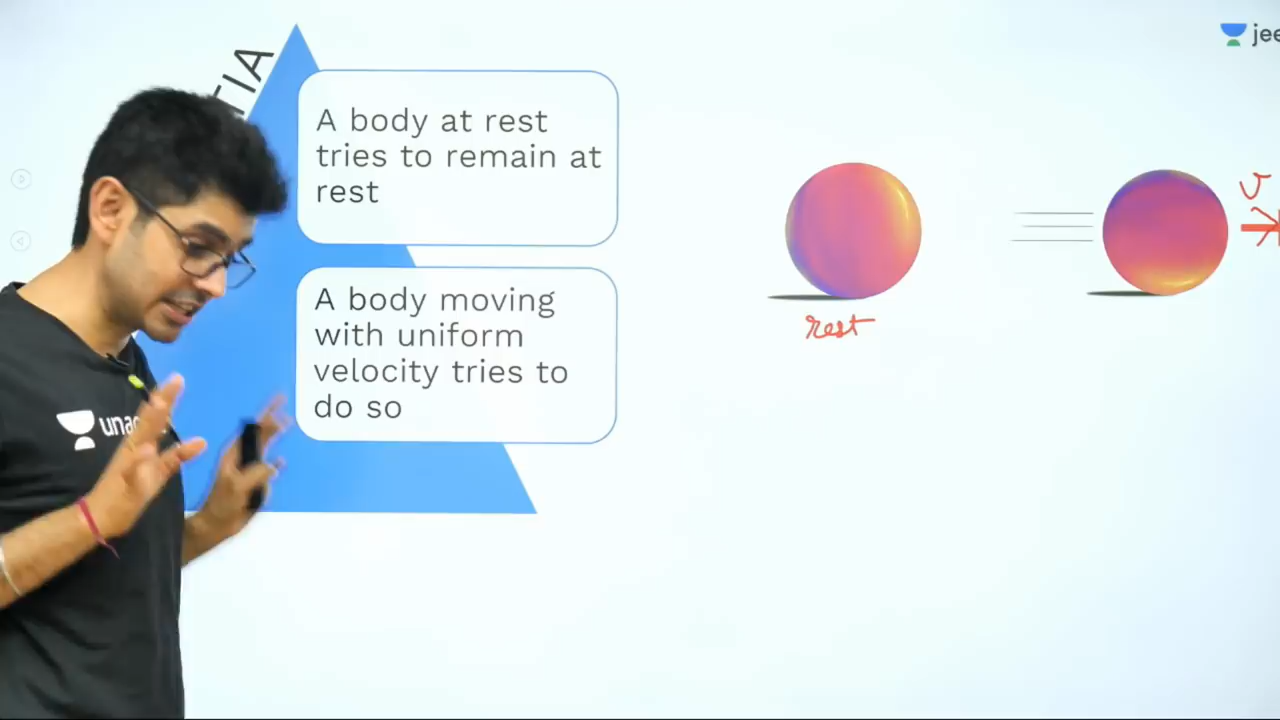 TIA
A body at rest
tries to remain at
rest
A body moving
with uniform
velocity tries to
do so
rest
v
jee
una